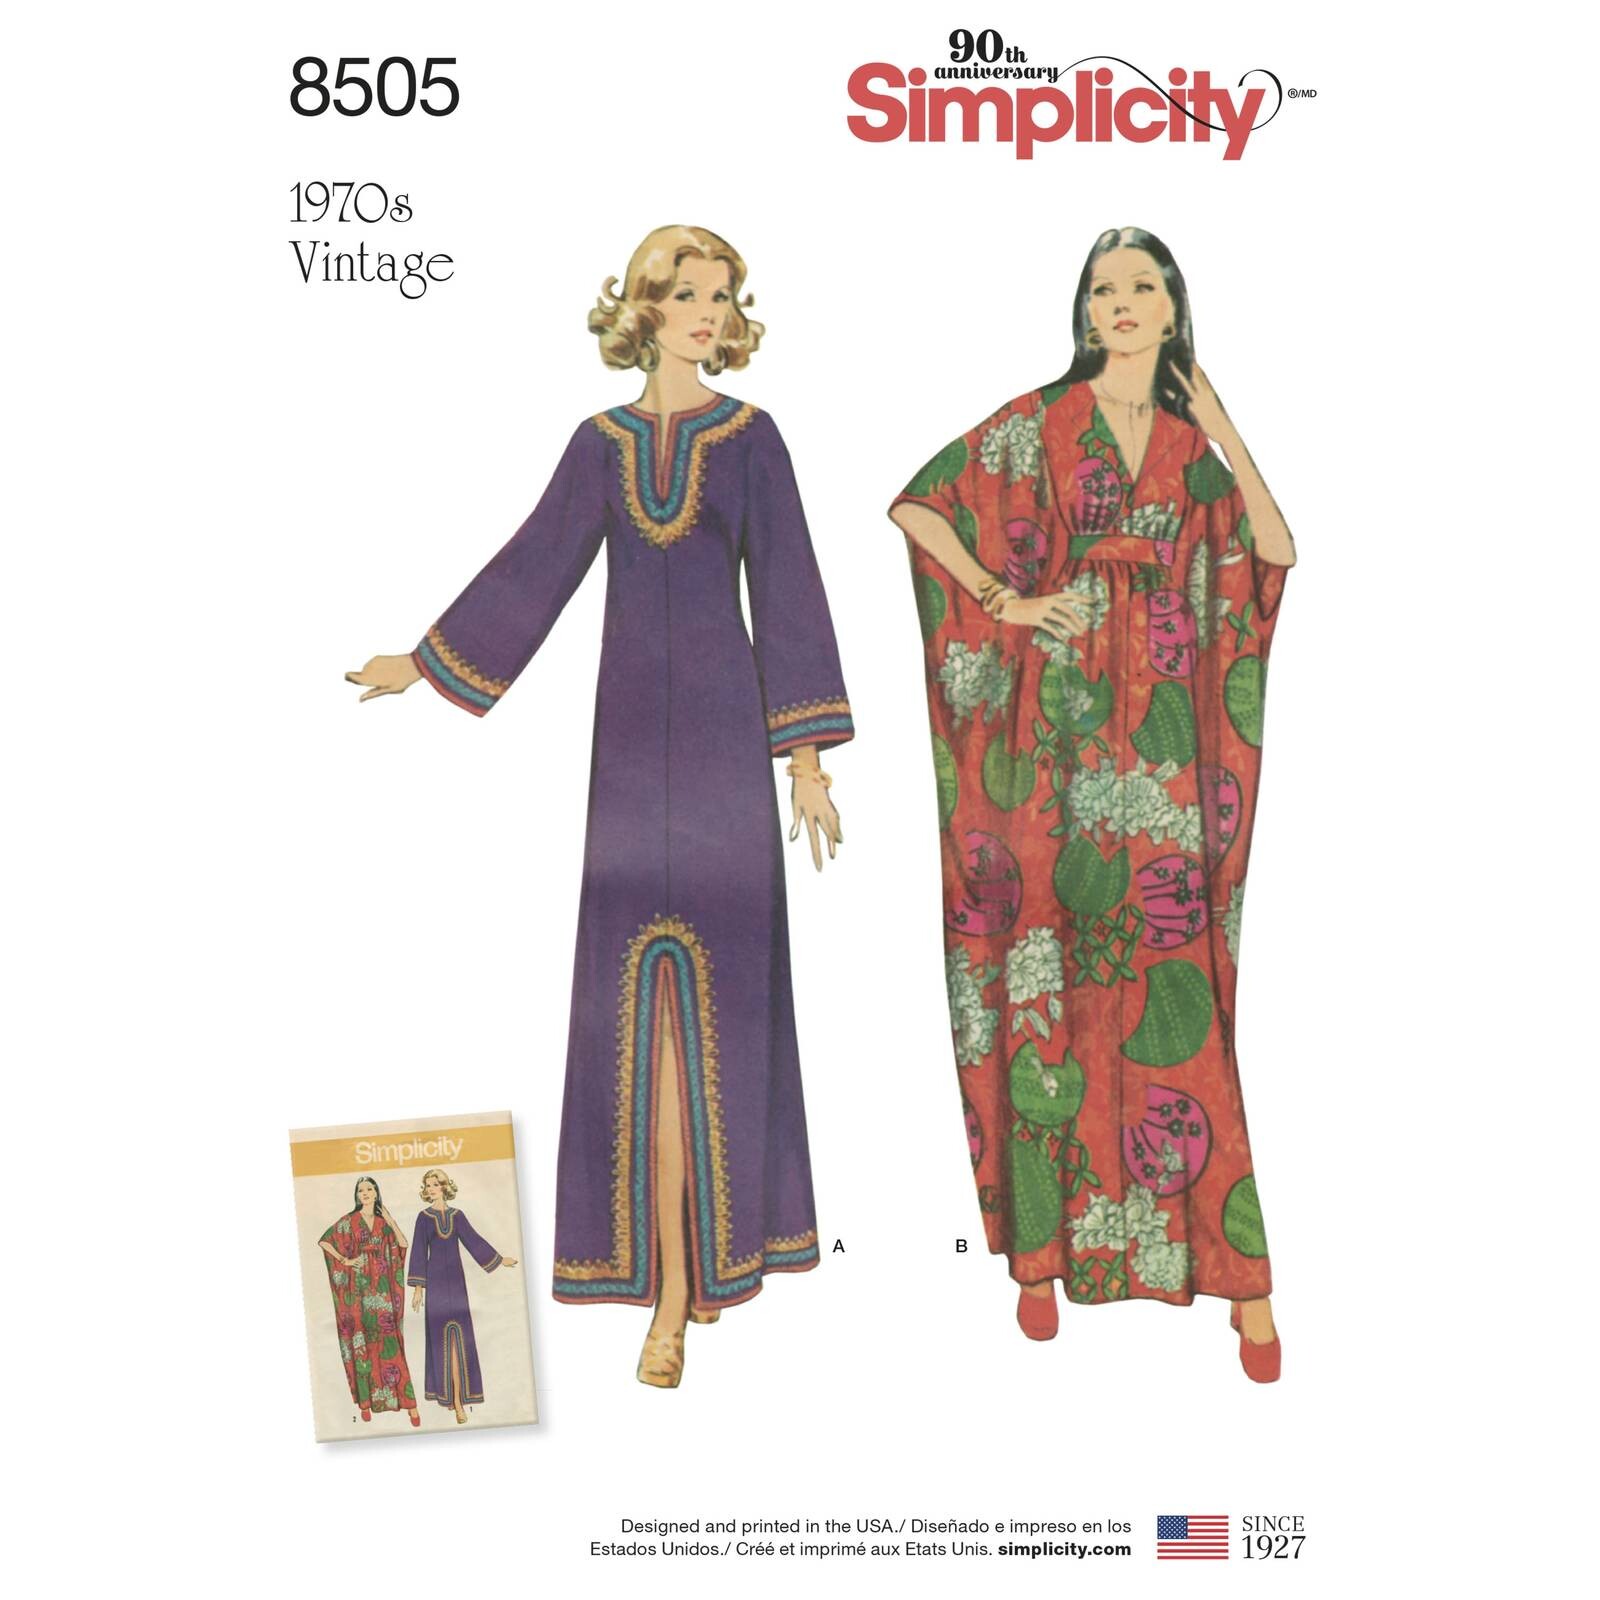 8505
90th
anniversary
Simplicity ®/MD
1970s
Vintage
A
B
Simplicity
2
1
Designed and printed in the USA./ Diseñado e impreso en los
Estados Unidos./ Créé et imprimé aux Etats Unis. simplicity.com
SINCE
1927